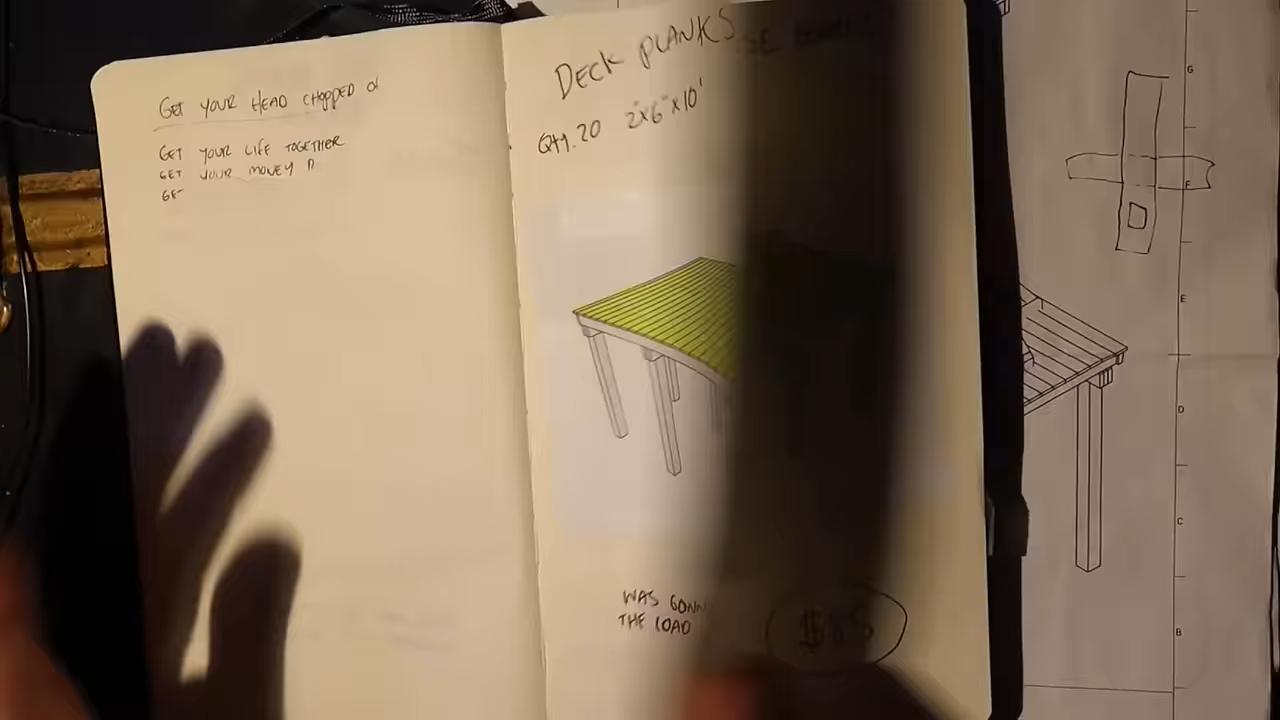 GET YOUR HEAD CHOPPED
GET YOUR LIFE TOGETHER
GET YOUR MONEY
GE
DECK PLANKS
QTY. 20 2"x6"x10'
WAS GONN
THE LOAD
G
F
E
D
C
B